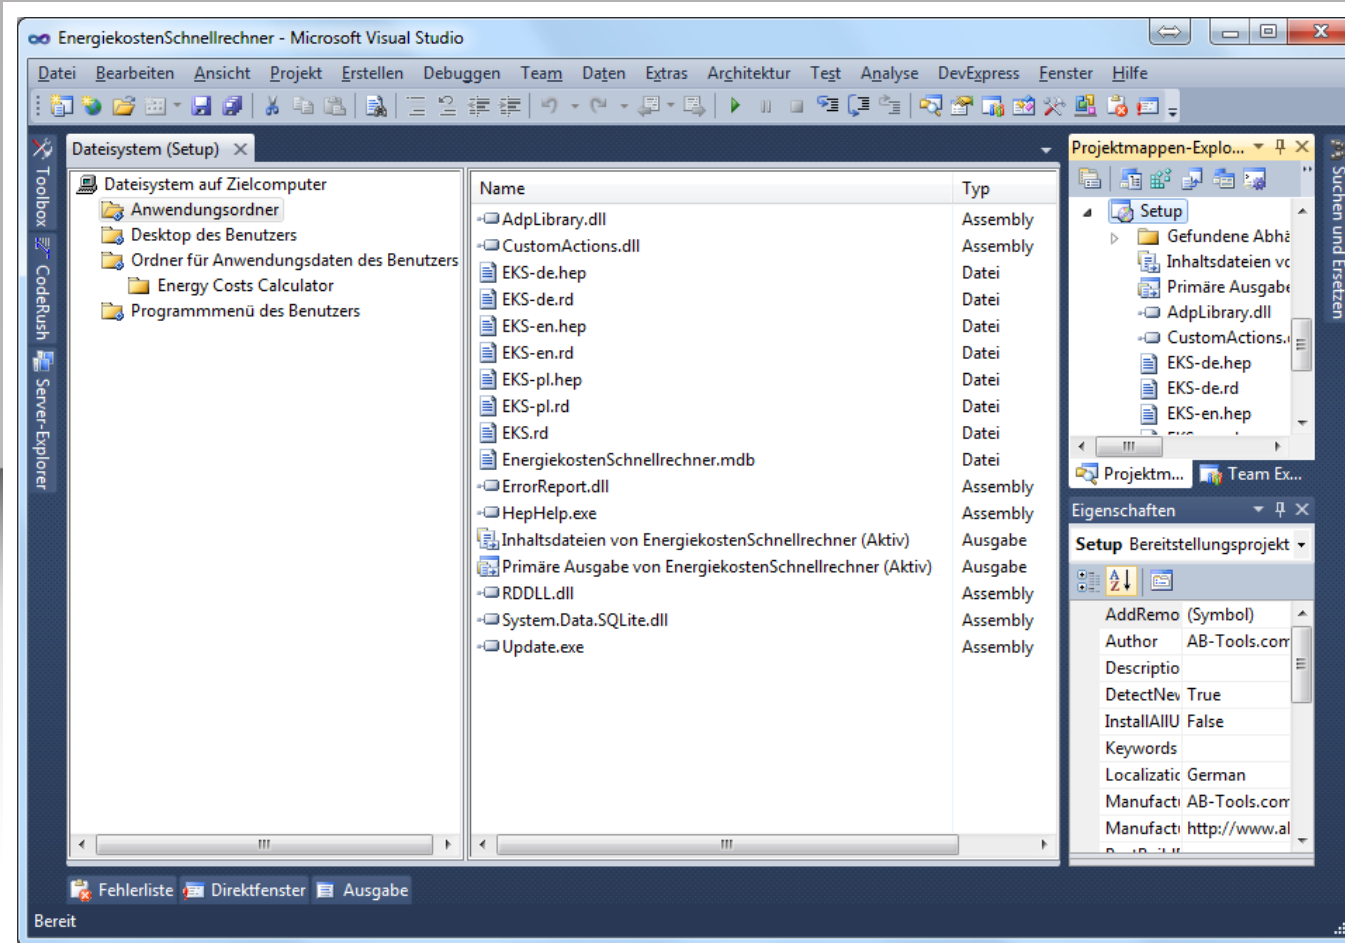 EnergiekostenSchnellrechner - Microsoft Visual Studio
Datei Bearbeiten Ansicht Projekt Erstellen Debuggen Team Daten Extras Architektur Test Analyse DevExpress Fenster Hilfe
Toolbox
CodeRush
Server-Explorer
Dateisystem (Setup)
Dateisystem auf Zielcomputer
Anwendungsordner
Desktop des Benutzers
Ordner für Anwendungsdaten des Benutzers
Energy Costs Calculator
Programmmenü des Benutzers
Name Typ
AdpLibrary.dll Assembly
CustomActions.dll Assembly
EKS-de.hep Datei
EKS-de.rd Datei
EKS-en.hep Datei
EKS-en.rd Datei
EKS-pl.hep Datei
EKS-pl.rd Datei
EKS.rd Datei
EnergiekostenSchnellrechner.mdb Datei
ErrorReport.dll Assembly
HepHelp.exe Assembly
Inhaltsdateien von EnergiekostenSchnellrechner (Aktiv) Ausgabe
Primäre Ausgabe von EnergiekostenSchnellrechner (Aktiv) Ausgabe
RDDLL.dll Assembly
System.Data.SQLite.dll Assembly
Update.exe Assembly
Projektmappen-Explo...
Setup
Gefundene Abhä
Inhaltsdateien vo
Primäre Ausgabe
AdpLibrary.dll
CustomActions.
EKS-de.hep
EKS-de.rd
EKS-en.hep
Projektm... Team Ex...
Eigenschaften
Setup Bereitstellungsprojekt
AddRemo (Symbol)
Author AB-Tools.com
Descriptio
DetectNev True
InstallAllU False
Keywords
Localizatic German
Manufactu AB-Tools.com
Manufactu http://www.al
Suchen und Ersetzen
Fehlerliste Direktfenster Ausgabe
Bereit